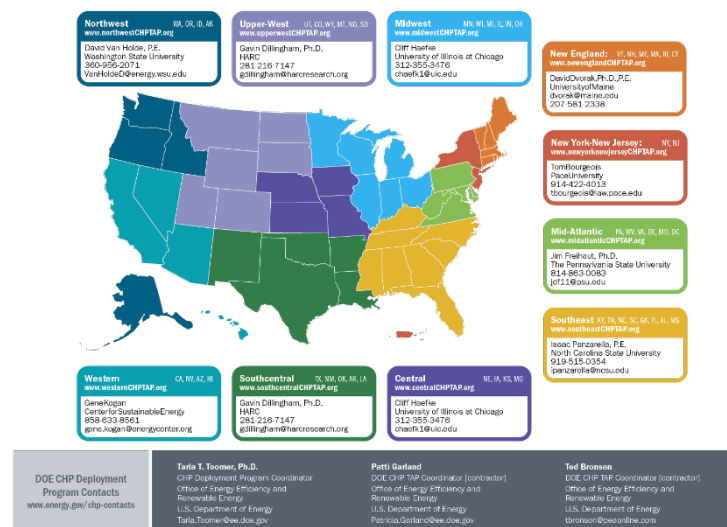 Northwest WA, OR, ID, AK
www.northwestCHPTAP.org
David Van Holde, P.E.
Washington State University
360-956-2071
VanHoldeD@energy.wsu.edu
Upper-West UT, CO, WY, MT, ND, SD
www.upperwestCHPTAP.org
Gavin Dillingham, Ph.D.
HARC
281-216-7147
gdillingham@harcresearch.org
Midwest MN, WI, MI, IL, IN, OH
www.midwestCHPTAP.org
Cliff Haefke
University of Illinois at Chicago
312-355-3476
chaefk1@uic.edu
New England: VT, NH, ME, MA, RI, CT
www.newenglandCHPTAP.org
DavidDvorak,Ph.D.,P.E.
UniversityofMaine
dvorak@maine.edu
207-581-2338
New York-New Jersey: NY, NJ
www.newyorknewjerseyCHPTAP.org
TomBourgeois
PaceUniversity
914-422-4013
tbourgeois@law.pace.edu
Mid-Atlantic PA, WV, VA, DE, MD, DC
www.midatlanticCHPTAP.org
Jim Freihaut, Ph.D.
The Pennsylvania State University
814-863-0083
jdf11@psu.edu
Southeast KY, TN, NC, SC, GA, FL, AL, MS
www.southeastCHPTAP.org
Isaac Panzarella, P.E.
North Carolina State University
919-515-0354
ipanzarella@ncsu.edu
Western CA, NV, AZ, HI
www.westernCHPTAP.org
GeneKogan
CenterforSustainableEnergy
858-633-8561
gene.kogan@energycenter.org
Southcentral TX, NM, OK, AR, LA
www.southcentralCHPTAP.org
Gavin Dillingham, Ph.D.
HARC
281-216-7147
gdillingham@harcresearch.org
Central NE, IA, KS, MO
www.centralCHPTAP.org
Cliff Haefke
University of Illinois at Chicago
312-355-3476
chaefk1@uic.edu
DOE CHP Deployment
Program Contacts
www.energy.gov/chp-contacts
Tarla T. Toomer, Ph.D.
CHP Deployment Program Coordinator
Office of Energy Efficiency and
Renewable Energy
U.S. Department of Energy
Tarla.Toomer@ee.doe.gov
Patti Garland
DOE CHP TAP Coordinator [contractor]
Office of Energy Efficiency and
Renewable Energy
U.S. Department of Energy
Patricia.Garland@ee.doe.gov
Ted Bronson
DOE CHP TAP Coordinator [contractor]
Office of Energy Efficiency and
Renewable Energy
U.S. Department of Energy
tbronson@peaonline.com